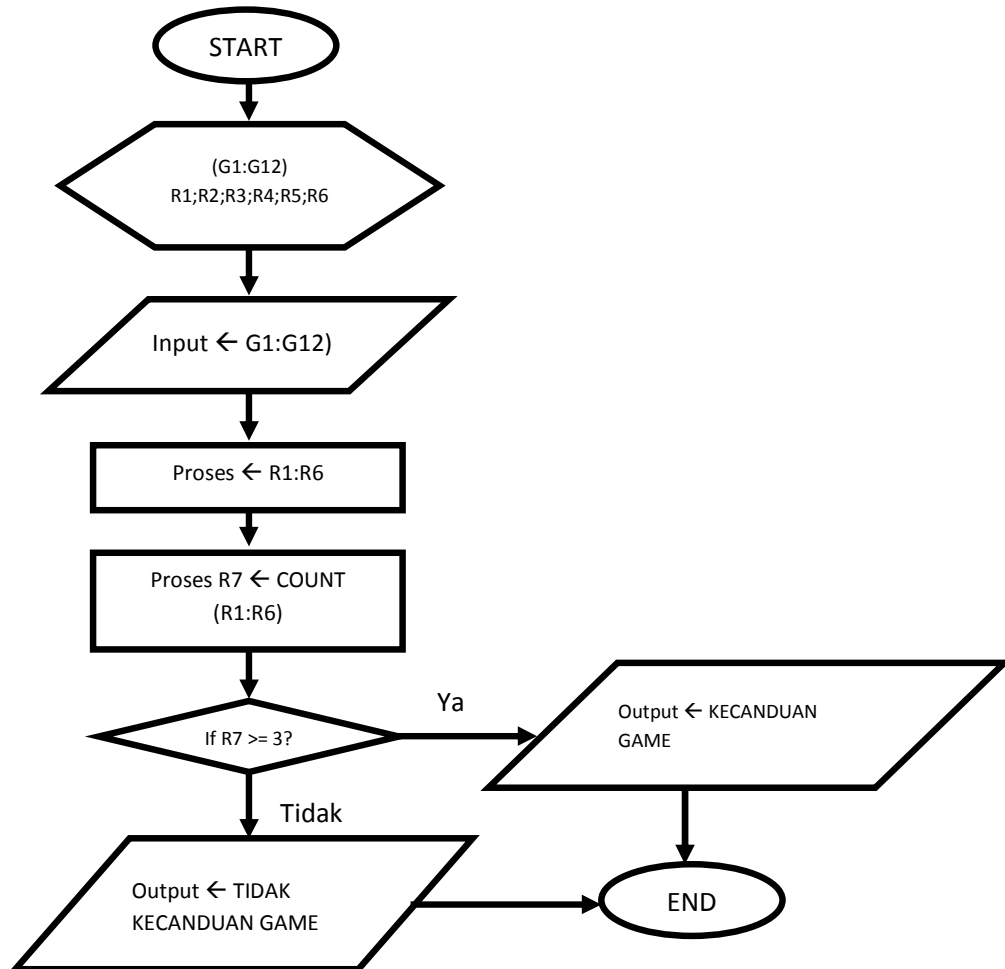 START
(G1:G12)
R1;R2;R3;R4;R5;R6
Input ← G1:G12)
Proses ← R1:R6
Proses R7 ← COUNT
(R1:R6)
If R7 >= 3?
Ya
Output ← KECANDUAN
GAME
Tidak
Output ← TIDAK
KECANDUAN GAME
END